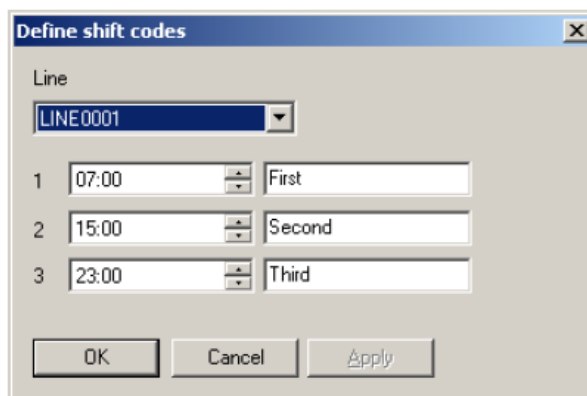 Define shift codes
Line
LINE0001
1 07:00 First
2 15:00 Second
3 23:00 Third
OK Cancel Apply